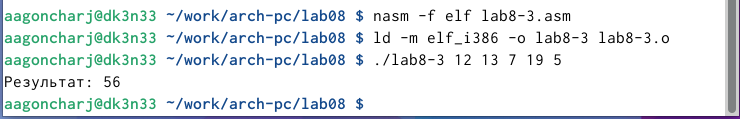 aagoncharj@dk3n33 ~/work/arch-pc/lab08 $ nasm -f elf lab8-3.asm
aagoncharj@dk3n33 ~/work/arch-pc/lab08 $ ld -m elf_i386 -o lab8-3 lab8-3.o
aagoncharj@dk3n33 ~/work/arch-pc/lab08 $ ./lab8-3 12 13 7 19 5
Результат: 56
aagoncharj@dk3n33 ~/work/arch-pc/lab08 $